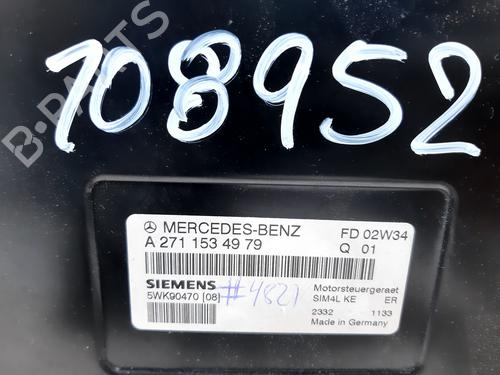 708952
B-PARTS
MERCEDES-BENZ FD 02W34
A 271 153 49 79 Q 01
SIEMENS Motorsteuergeraet
5WK90470 [08] #4821 SIM4L KE ER
2332 1133
Made in Germany